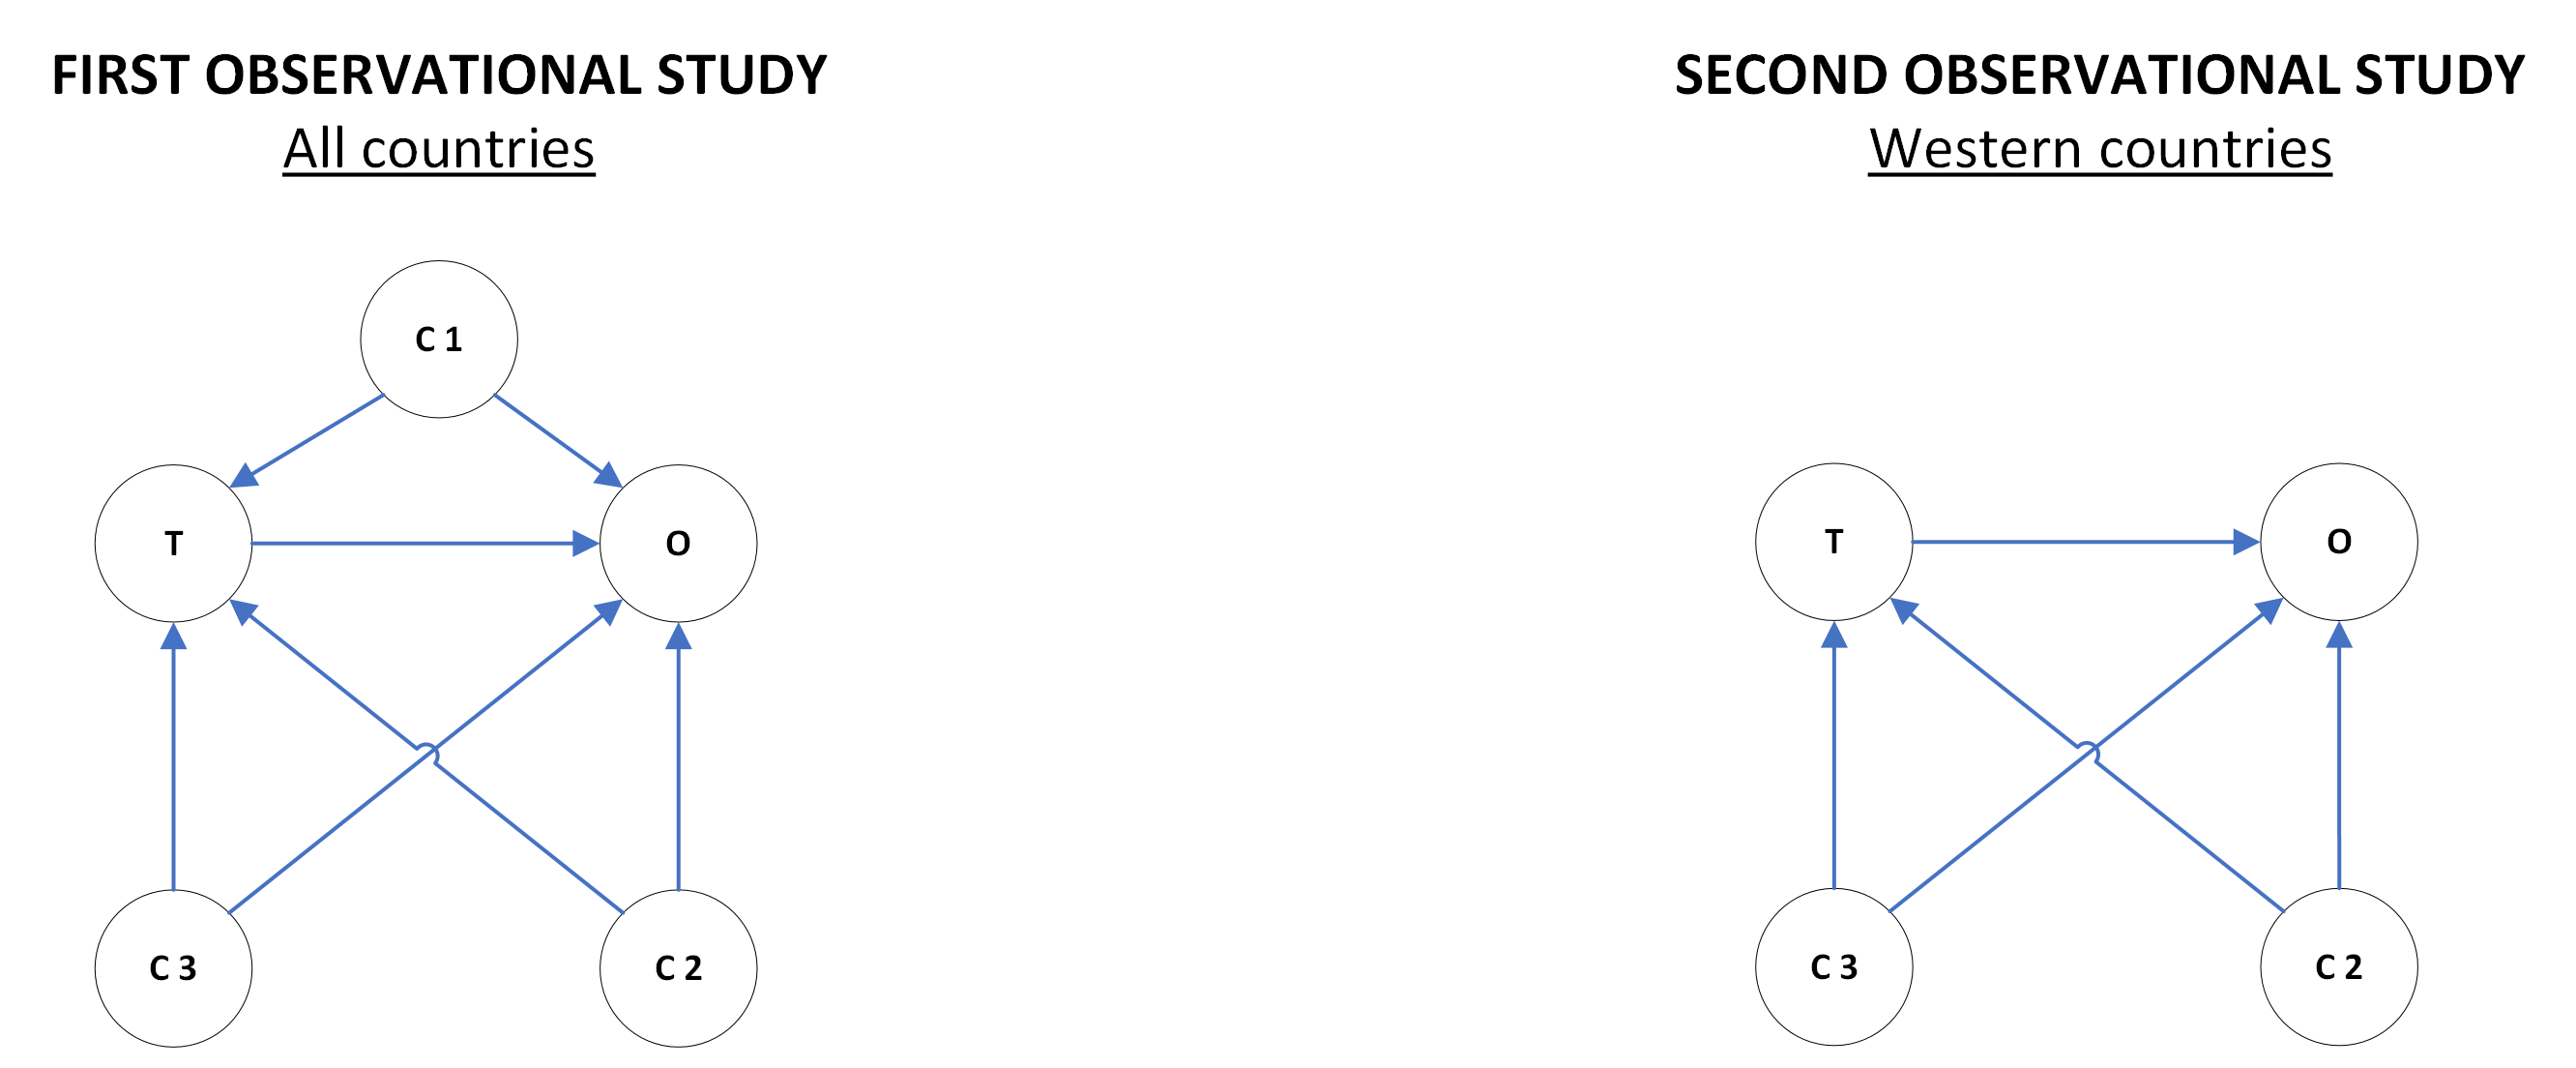 FIRST OBSERVATIONAL STUDY
All countries
C 1
T
O
C 3
C 2
SECOND OBSERVATIONAL STUDY
Western countries
T
O
C 3
C 2